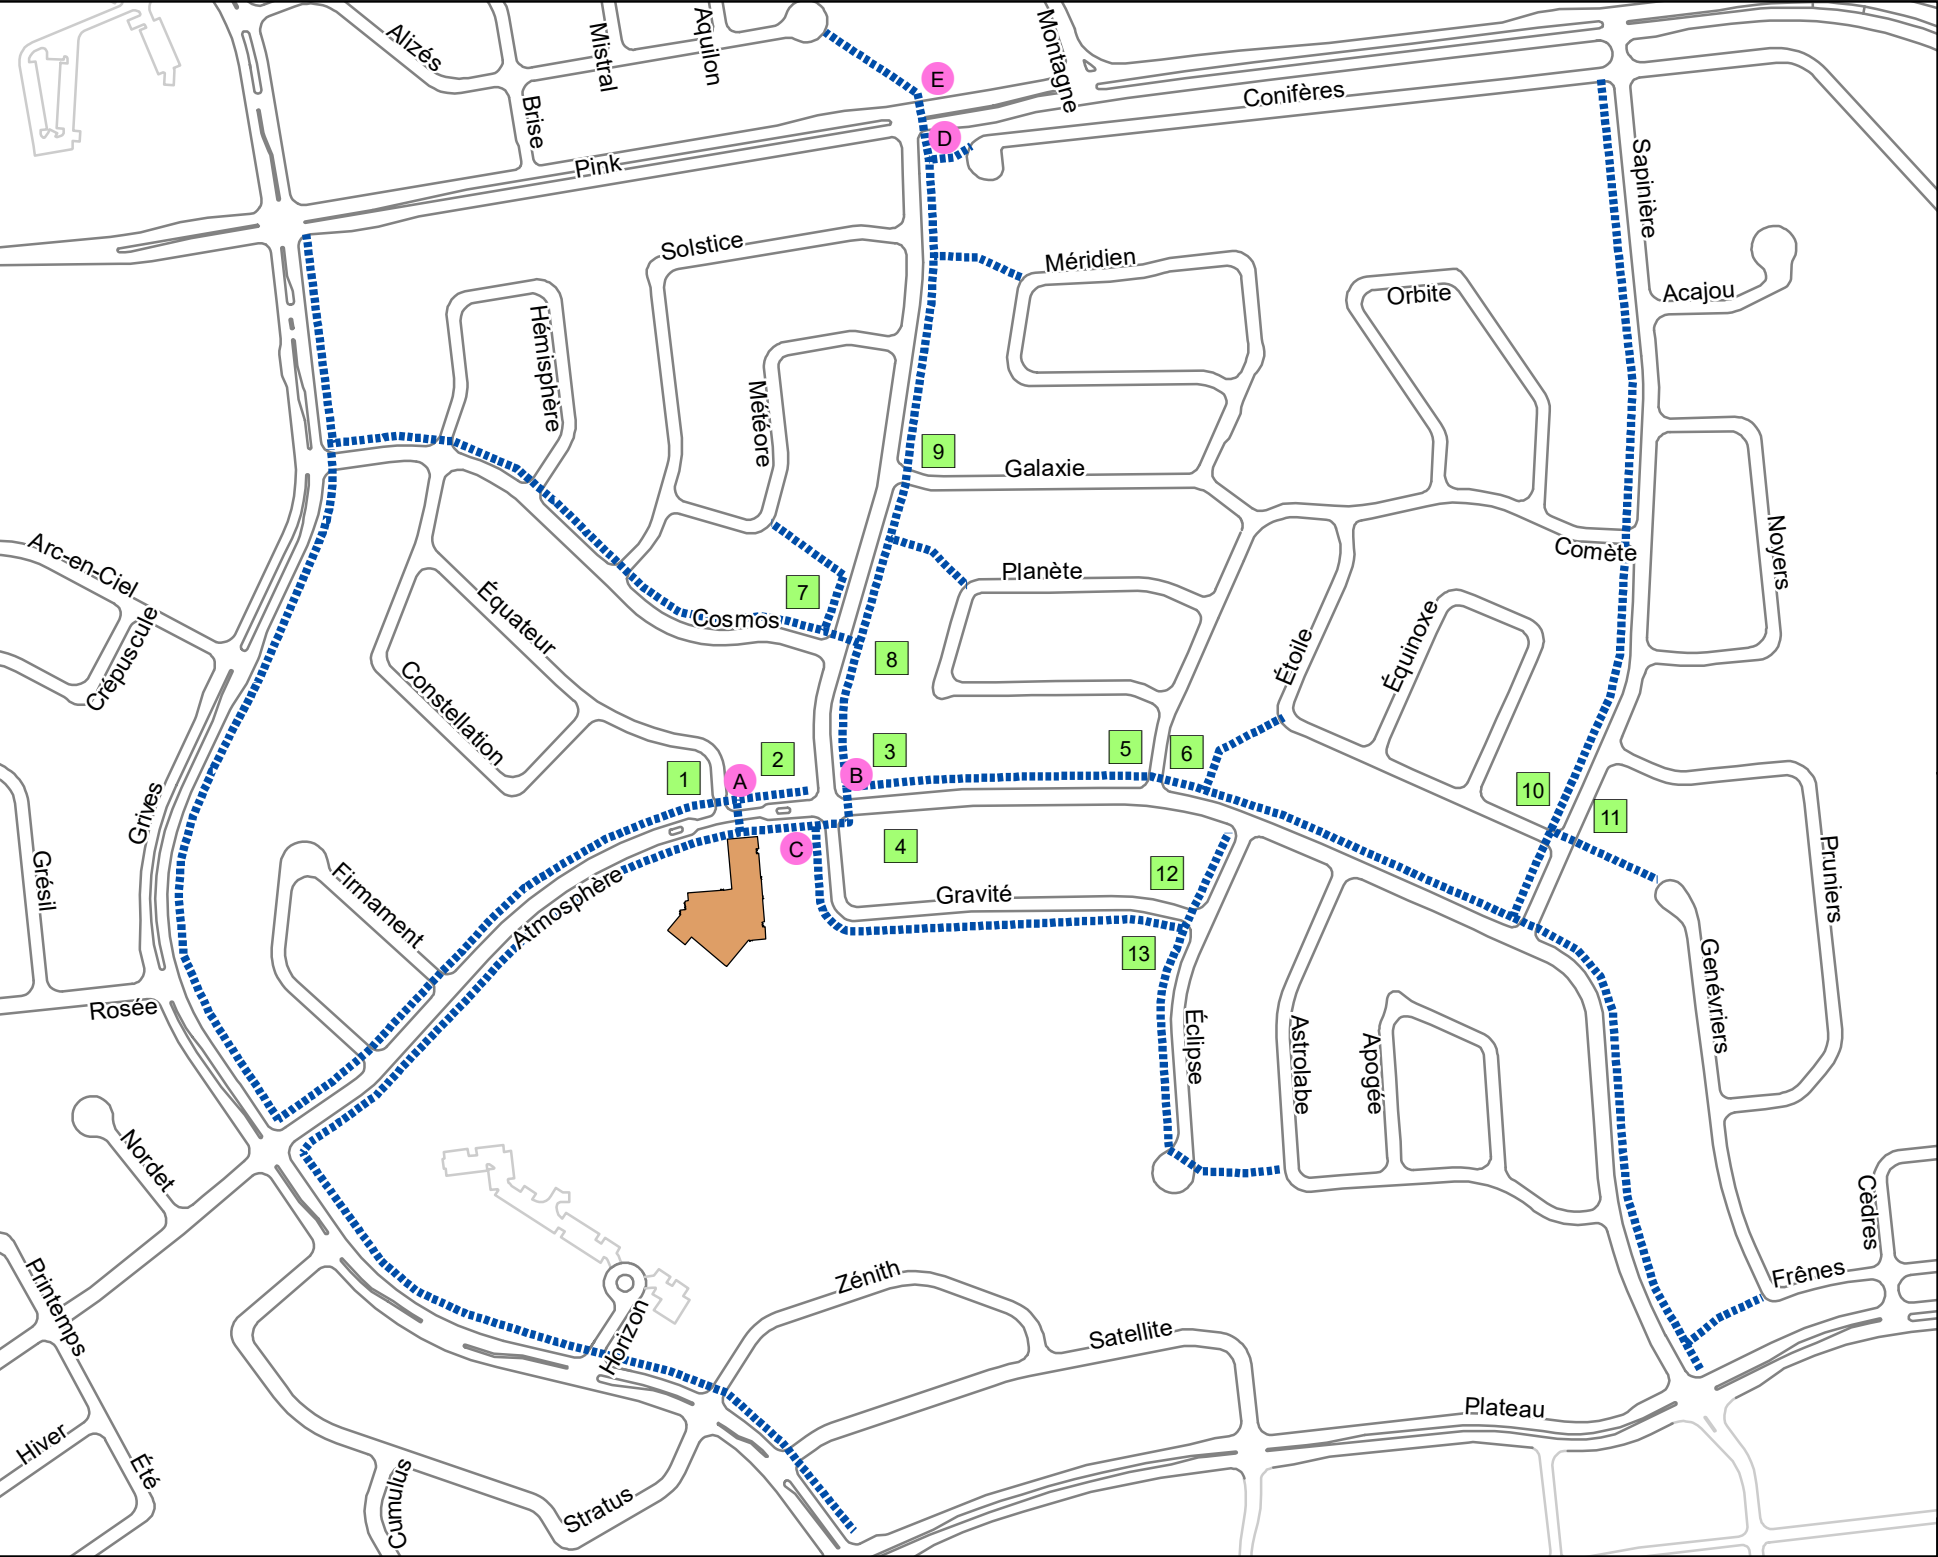 Alizés
Mistral
Aquilon
Montagne
E
Conifères
Brise
D
Pink
Sapinière
Solstice
Méridien
Acajou
Orbite
Hémisphère
Météore
9
Galaxie
Noyers
Arc-en-Ciel
Comète
Planète
7
Cosmos
Équateur
Crépuscule
Étoile
Équinoxe
8
Constellation
1
A
2
B
3
5
6
10
11
Grives
C
4
12
Grésil
Firmament
Atmosphère
Gravité
Pruniers
13
Rosée
Genévriers
Éclipse
Astrolabe
Apogée
Nordet
Cèdres
Printemps
Zénith
Frênes
Horizon
Satellite
Plateau
Hiver
Été
Cumulus
Stratus